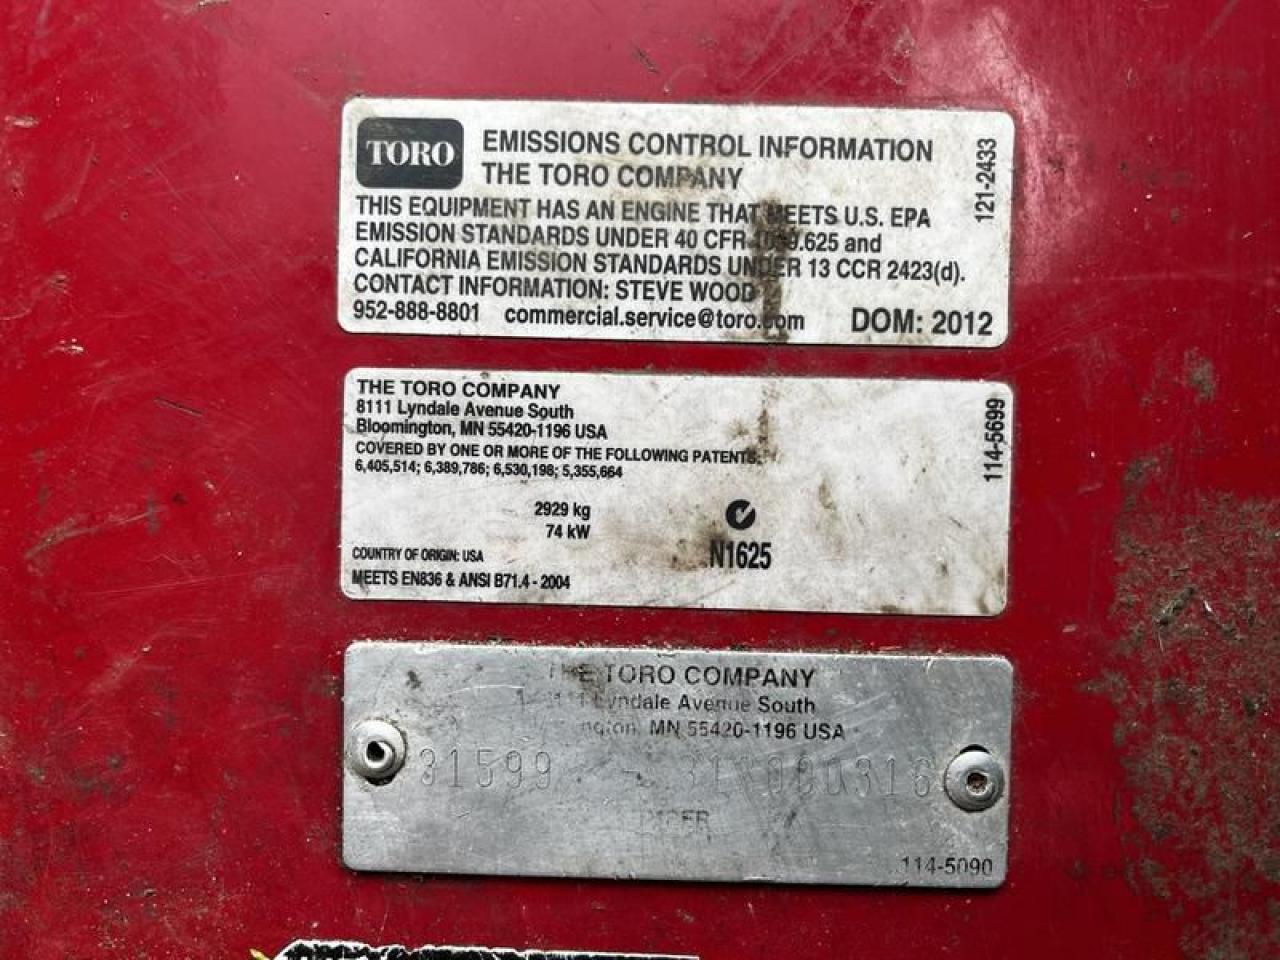 TORO
EMISSIONS CONTROL INFORMATION
THE TORO COMPANY
121-2433
THIS EQUIPMENT HAS AN ENGINE THAT MEETS U.S. EPA
EMISSION STANDARDS UNDER 40 CFR 1039.625 and
CALIFORNIA EMISSION STANDARDS UNDER 13 CCR 2423(d).
CONTACT INFORMATION: STEVE WOOD
952-888-8801 commercial.service@toro.com DOM: 2012
THE TORO COMPANY
8111 Lyndale Avenue South
Bloomington, MN 55420-1196 USA
COVERED BY ONE OR MORE OF THE FOLLOWING PATENTS:
6,405,514; 6,389,786; 6,530,198; 5,355,664
114-5699
2929 kg
74 kW
N1625
COUNTRY OF ORIGIN: USA
MEETS EN836 & ANSI B71.4 - 2004
THE TORO COMPANY
Lyndale Avenue South
MN 55420-1196 USA
31599 -
114-5090